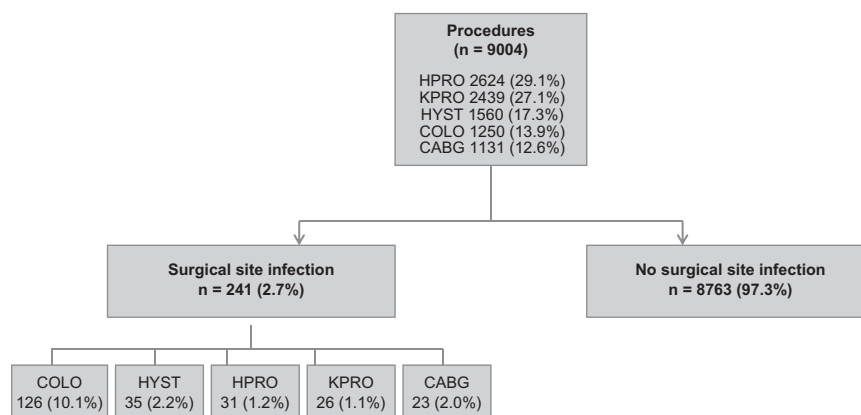 Procedures
(n = 9004)
HPRO 2624 (29.1%)
KPRO 2439 (27.1%)
HYST 1560 (17.3%)
COLO 1250 (13.9%)
CABG 1131 (12.6%)
Surgical site infection
n = 241 (2.7%)
No surgical site infection
n = 8763 (97.3%)
COLO
126 (10.1%)
HYST
35 (2.2%)
HPRO
31 (1.2%)
KPRO
26 (1.1%)
CABG
23 (2.0%)